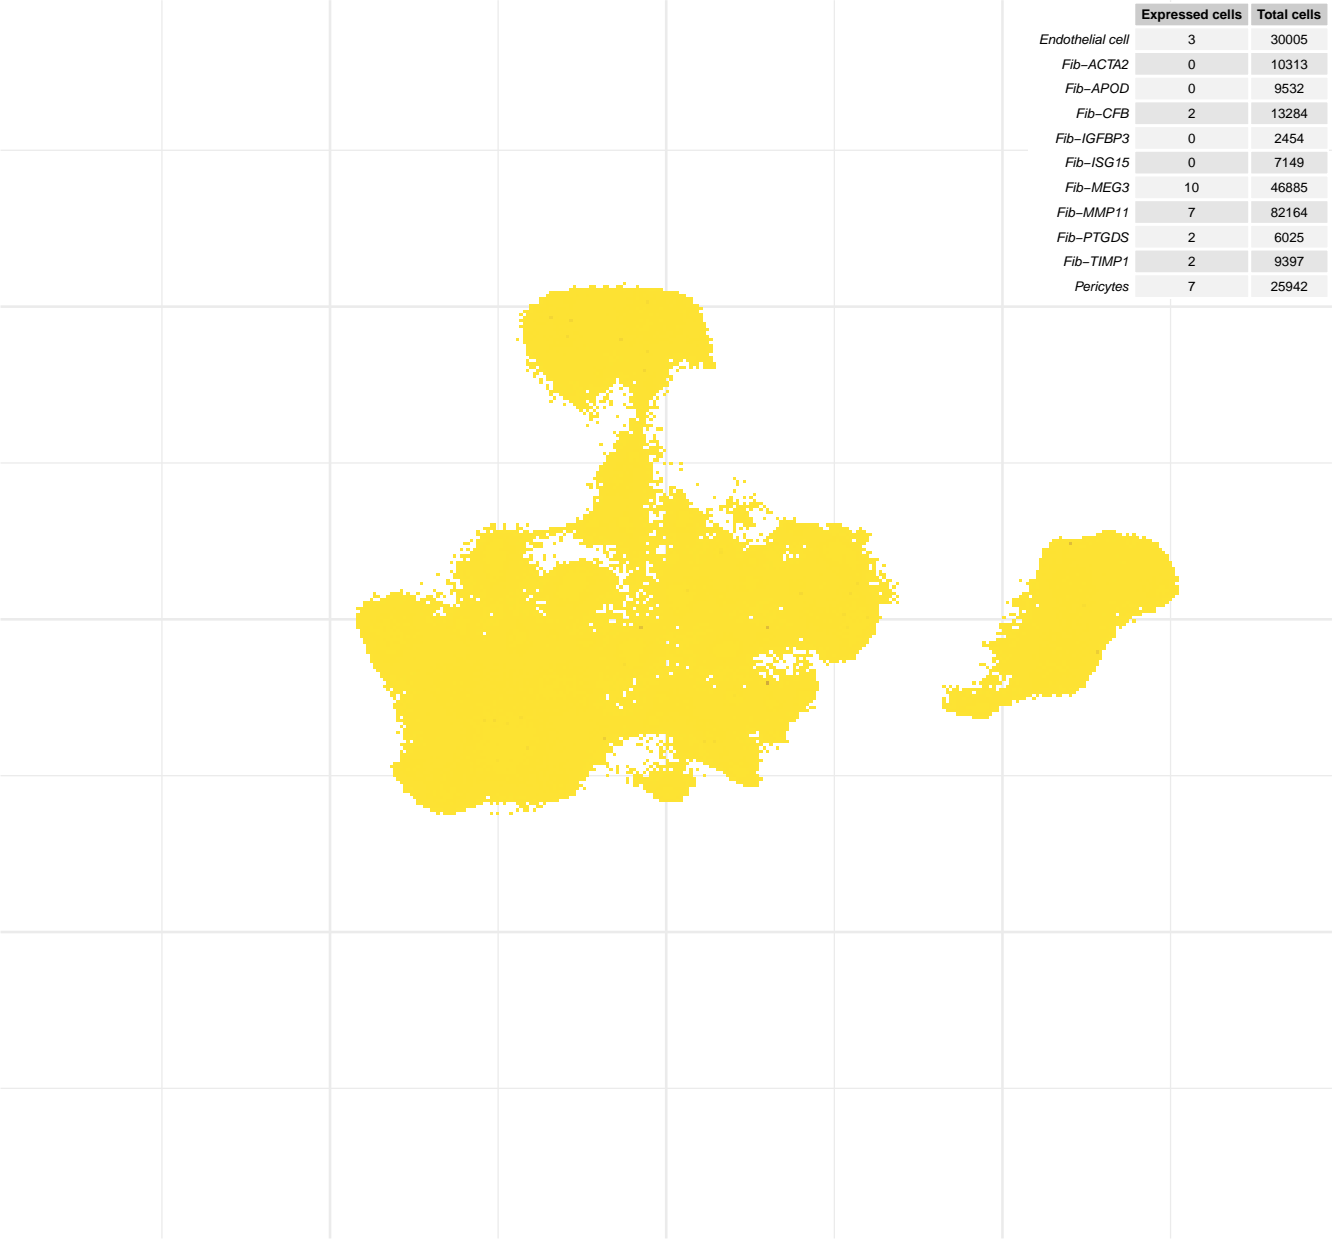 Expressed cells Total cells
Endothelial cell 3 30005
Fib−ACTA2 0 10313
Fib−APOD 0 9532
Fib−CFB 2 13284
Fib−IGFBP3 0 2454
Fib−ISG15 0 7149
Fib−MEG3 10 46885
Fib−MMP11 7 82164
Fib−PTGDS 2 6025
Fib−TIMP1 2 9397
Pericytes 7 25942